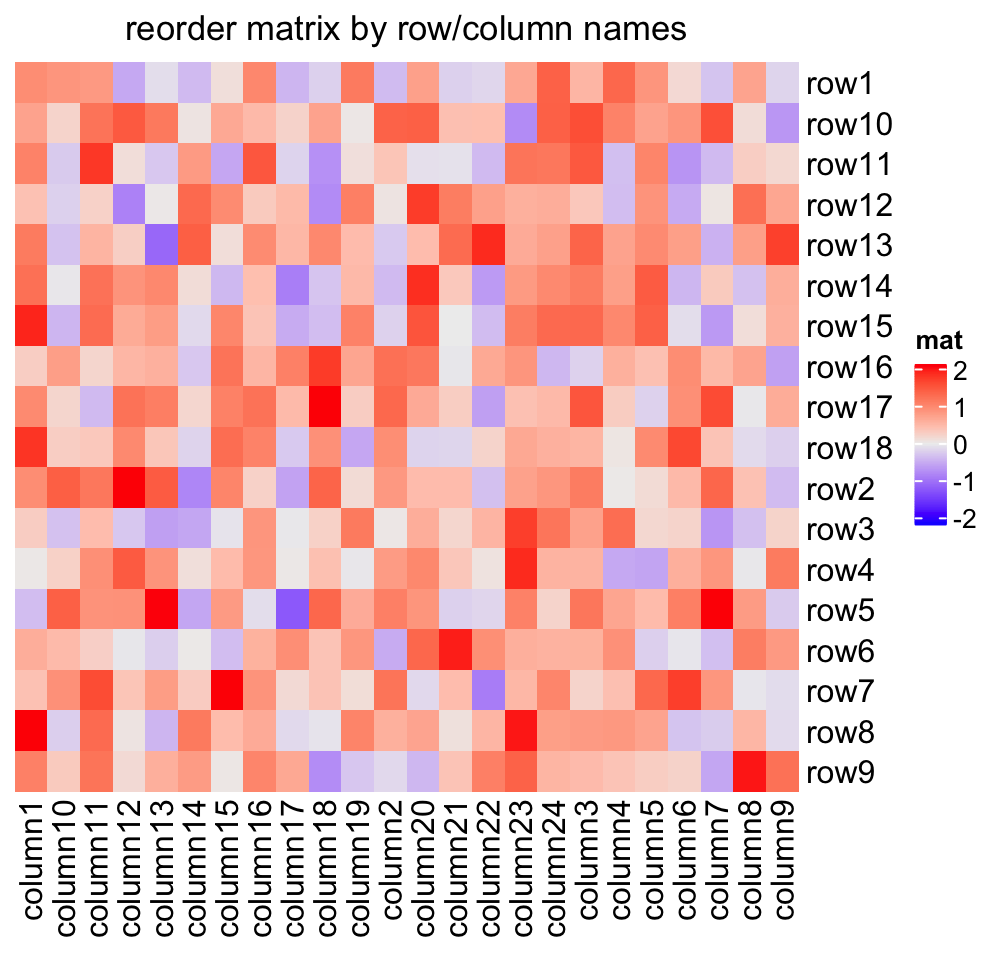 reorder matrix by row/column names
row1
row10
row11
row12
row13
row14
row15
row16
row17
row18
row2
row3
row4
row5
row6
row7
row8
row9
mat
2
1
0
-1
-2
column1
column10
column11
column12
column13
column14
column15
column16
column17
column18
column19
column2
column20
column21
column22
column23
column24
column3
column4
column5
column6
column7
column8
column9